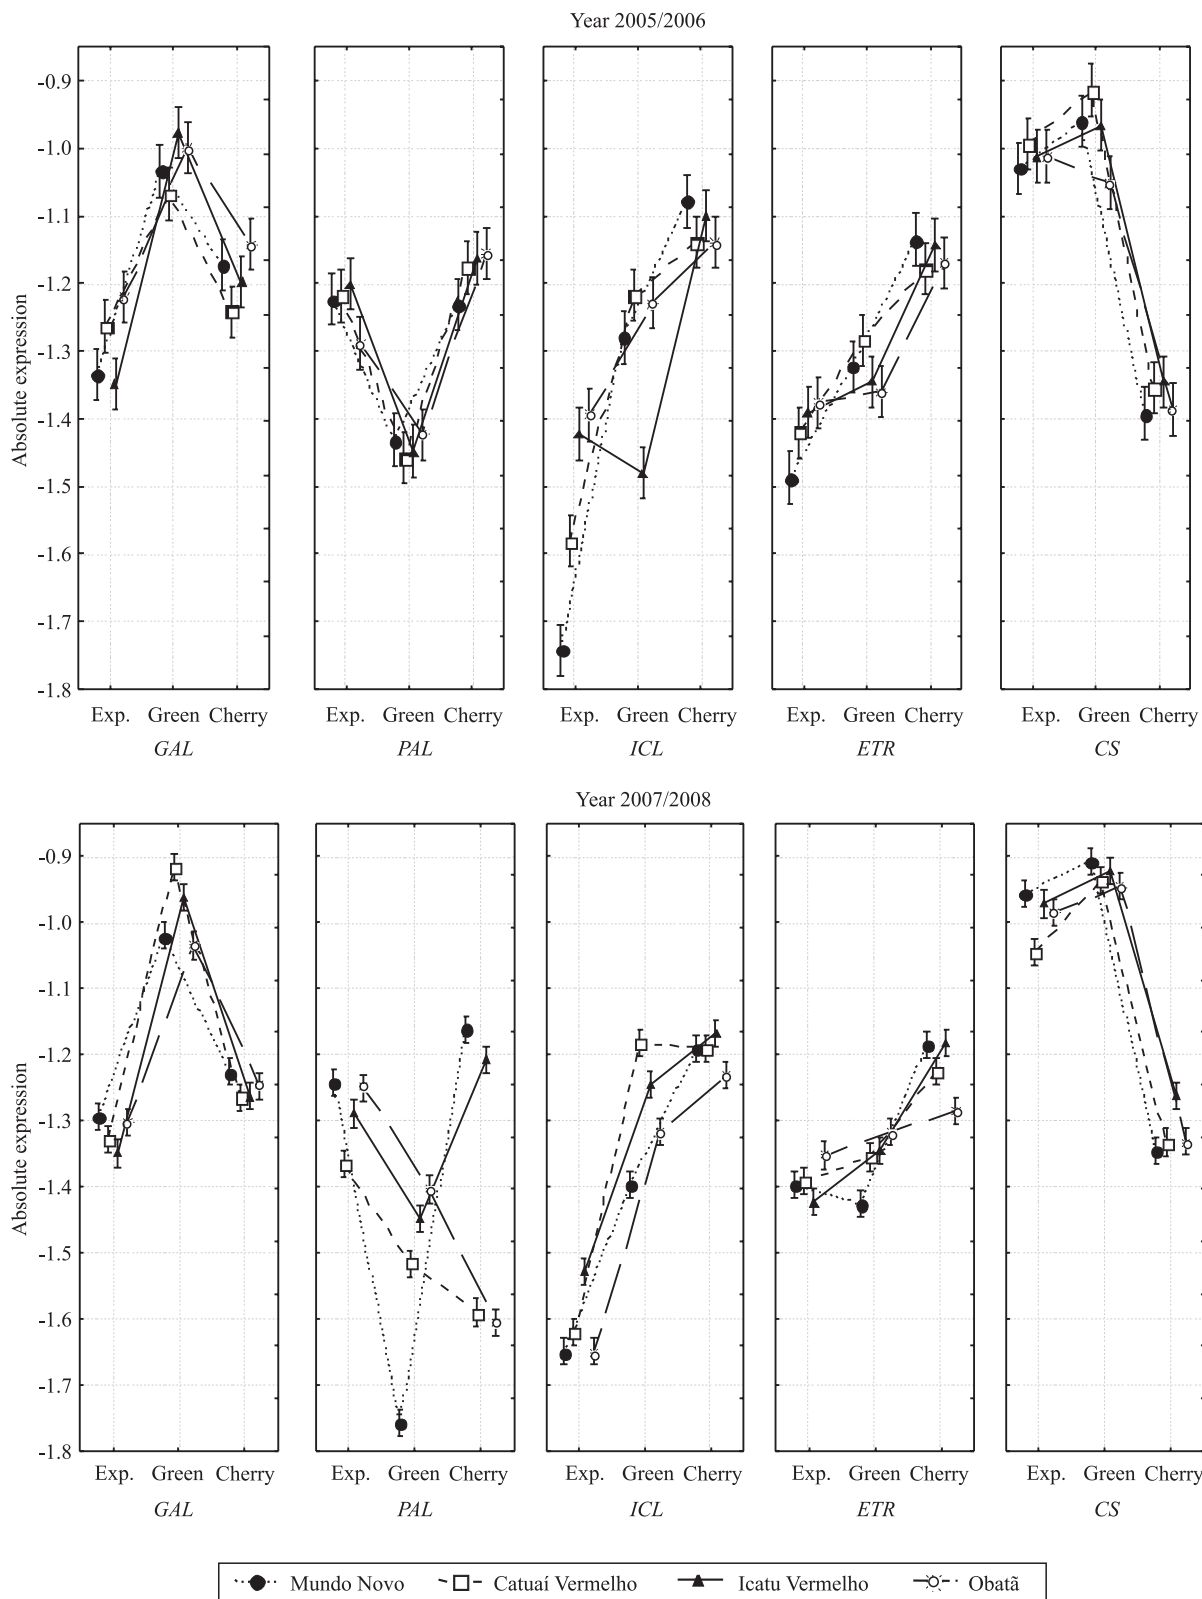 Year 2005/2006
Absolute expression
-0.9
-1.0
-1.1
-1.2
-1.3
-1.4
-1.5
-1.6
-1.7
-1.8
Exp. Green Cherry Exp. Green Cherry Exp. Green Cherry Exp. Green Cherry Exp. Green Cherry
GAL PAL ICL ETR CS
Year 2007/2008
Absolute expression
-0.9
-1.0
-1.1
-1.2
-1.3
-1.4
-1.5
-1.6
-1.7
-1.8
Exp. Green Cherry Exp. Green Cherry Exp. Green Cherry Exp. Green Cherry Exp. Green Cherry
GAL PAL ICL ETR CS
Mundo Novo Catuaí Vermelho Icatu Vermelho Obatã